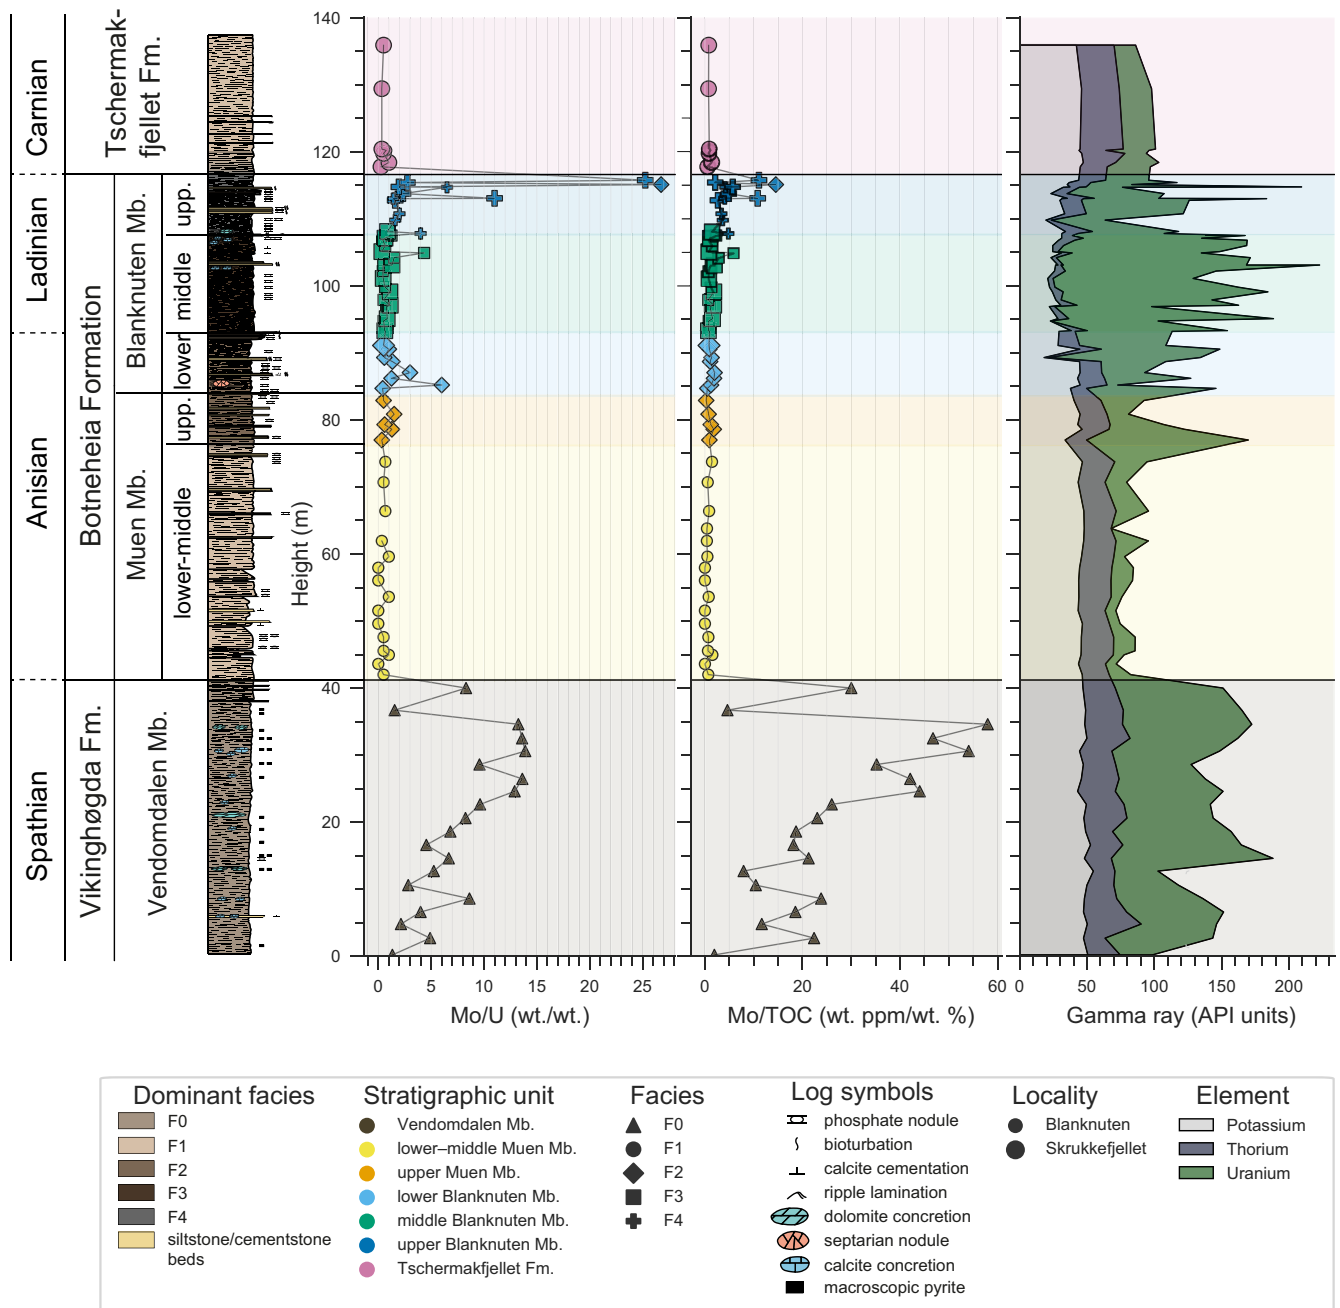 Carnian
Ladinian
Anisian
Spathian
Tschermak-
fjellet Fm.
Botneheia Formation
Vikinghøgda Fm.
Blanknuten Mb.
Muen Mb.
Vendomdalen Mb.
upp.
middle
lower
upp.
lower-middle
Height (m)
140
120
100
80
60
40
20
0
0 5 10 15 20 25
Mo/U (wt./wt.)
0 20 40 60
Mo/TOC (wt. ppm/wt. %)
0 50 100 150 200
Gamma ray (API units)
Dominant facies
F0
F1
F2
F3
F4
siltstone/cementstone
beds
Stratigraphic unit
Vendomdalen Mb.
lower–middle Muen Mb.
upper Muen Mb.
lower Blanknuten Mb.
middle Blanknuten Mb.
upper Blanknuten Mb.
Tschermakfjellet Fm.
Facies
F0
F1
F2
F3
F4
Log symbols
phosphate nodule
bioturbation
calcite cementation
ripple lamination
dolomite concretion
septarian nodule
calcite concretion
macroscopic pyrite
Locality
Blanknuten
Skrukkefjellet
Element
Potassium
Thorium
Uranium